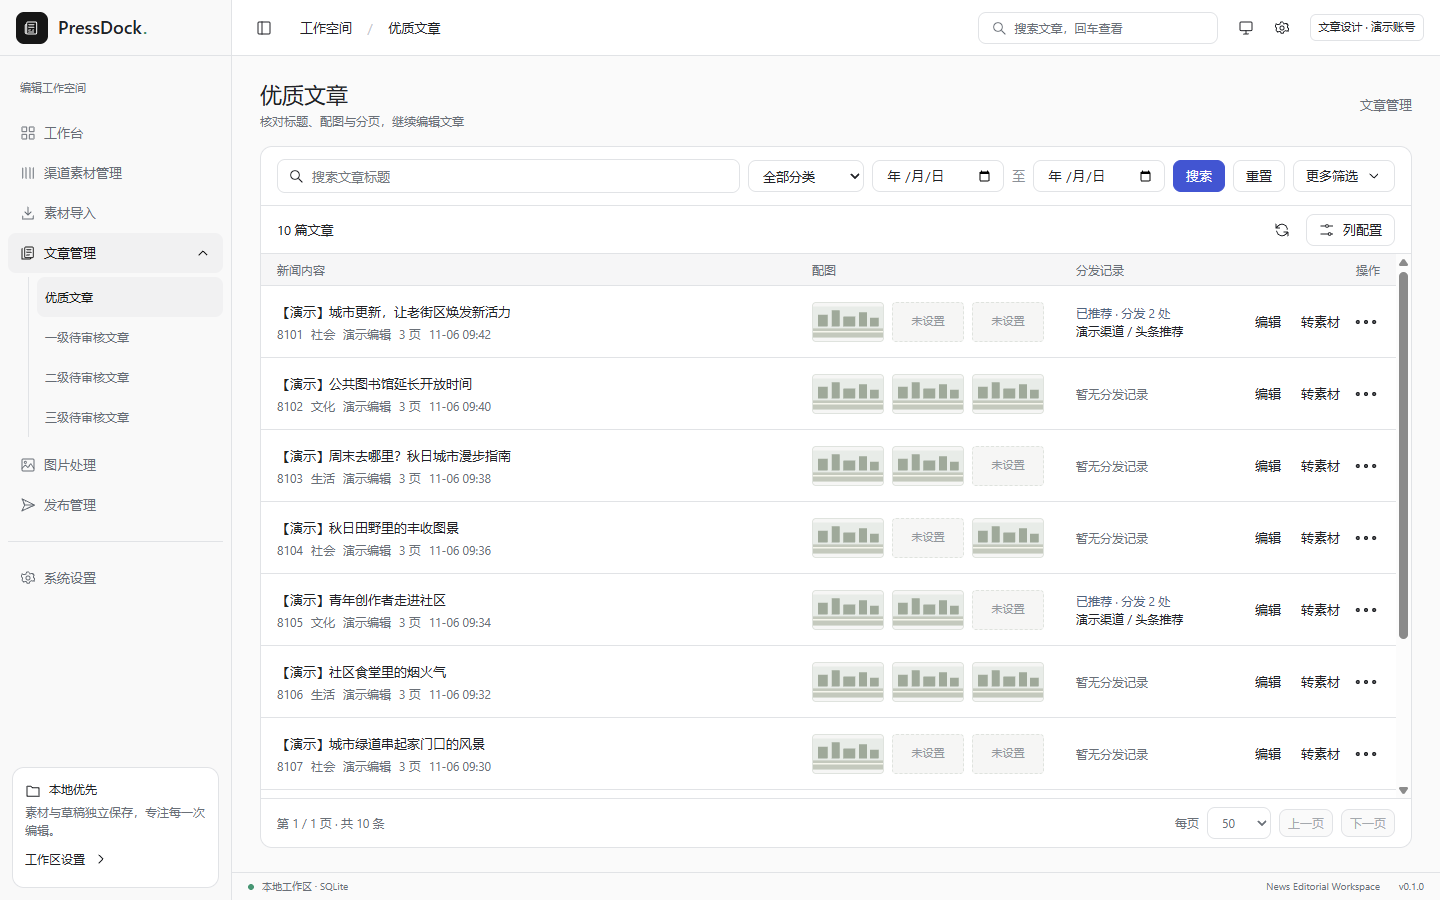 PressDock.
工作空间 / 优质文章
搜索文章，回车查看
文章设计 · 演示账号
编辑工作空间
工作台
渠道素材管理
素材导入
文章管理
优质文章
一级待审核文章
二级待审核文章
三级待审核文章
图片处理
发布管理
系统设置
本地优先
素材与草稿独立保存，专注每一次
编辑。
工作区设置
优质文章
核对标题、配图与分页，继续编辑文章
文章管理
搜索文章标题
全部分类
年 /月/日
至
年 /月/日
搜索
重置
更多筛选
10 篇文章
列配置
新闻内容 配图 分发记录 操作
【演示】城市更新，让老街区焕发新活力
8101 社会 演示编辑 3 页 11-06 09:42
未设置 未设置
已推荐 · 分发 2 处
演示渠道 / 头条推荐
编辑 转素材
【演示】公共图书馆延长开放时间
8102 文化 演示编辑 3 页 11-06 09:40
暂无分发记录
编辑 转素材
【演示】周末去哪里？秋日城市漫步指南
8103 生活 演示编辑 3 页 11-06 09:38
未设置
暂无分发记录
编辑 转素材
【演示】秋日田野里的丰收图景
8104 社会 演示编辑 3 页 11-06 09:36
未设置
暂无分发记录
编辑 转素材
【演示】青年创作者走进社区
8105 文化 演示编辑 3 页 11-06 09:34
未设置
已推荐 · 分发 2 处
演示渠道 / 头条推荐
编辑 转素材
【演示】社区食堂里的烟火气
8106 生活 演示编辑 3 页 11-06 09:32
暂无分发记录
编辑 转素材
【演示】城市绿道串起家门口的风景
8107 社会 演示编辑 3 页 11-06 09:30
未设置 未设置
暂无分发记录
编辑 转素材
第 1 / 1 页 · 共 10 条
每页 50 上一页 下一页
本地工作区 · SQLite
News Editorial Workspace v0.1.0